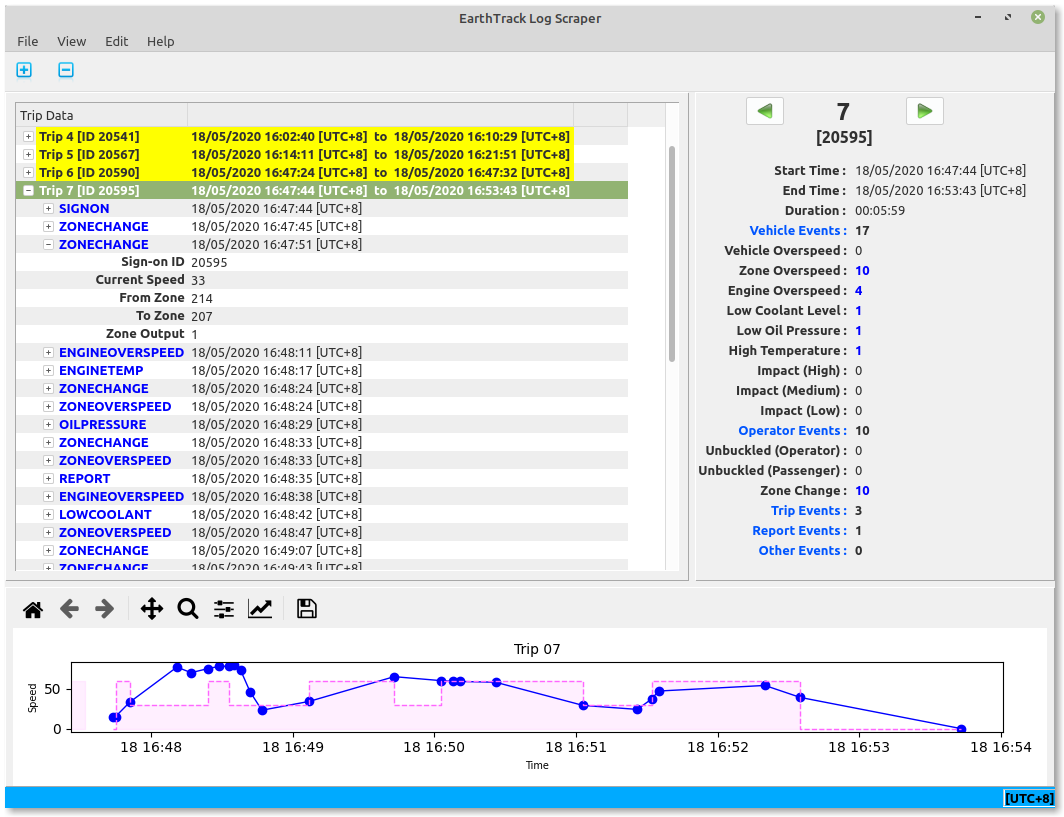 EarthTrack Log Scraper
File View Edit Help
Trip Data
Trip 4 [ID 20541] 18/05/2020 16:02:40 [UTC+8] to 18/05/2020 16:10:29 [UTC+8]
Trip 5 [ID 20567] 18/05/2020 16:14:11 [UTC+8] to 18/05/2020 16:21:51 [UTC+8]
Trip 6 [ID 20590] 18/05/2020 16:47:24 [UTC+8] to 18/05/2020 16:47:32 [UTC+8]
Trip 7 [ID 20595] 18/05/2020 16:47:44 [UTC+8] to 18/05/2020 16:53:43 [UTC+8]
SIGNON 18/05/2020 16:47:44 [UTC+8]
ZONECHANGE 18/05/2020 16:47:45 [UTC+8]
ZONECHANGE 18/05/2020 16:47:51 [UTC+8]
Sign-on ID 20595
Current Speed 33
From Zone 214
To Zone 207
Zone Output 1
ENGINEOVERSPEED 18/05/2020 16:48:11 [UTC+8]
ENGINETEMP 18/05/2020 16:48:17 [UTC+8]
ZONECHANGE 18/05/2020 16:48:24 [UTC+8]
ZONEOVERSPEED 18/05/2020 16:48:24 [UTC+8]
OILPRESSURE 18/05/2020 16:48:29 [UTC+8]
ZONECHANGE 18/05/2020 16:48:33 [UTC+8]
ZONEOVERSPEED 18/05/2020 16:48:33 [UTC+8]
REPORT 18/05/2020 16:48:35 [UTC+8]
ENGINEOVERSPEED 18/05/2020 16:48:38 [UTC+8]
LOWCOOLANT 18/05/2020 16:48:42 [UTC+8]
ZONEOVERSPEED 18/05/2020 16:48:47 [UTC+8]
ZONECHANGE 18/05/2020 16:49:07 [UTC+8]
ZONECHANGE 18/05/2020 16:49:43 [UTC+8]
7
[20595]
Start Time : 18/05/2020 16:47:44 [UTC+8]
End Time : 18/05/2020 16:53:43 [UTC+8]
Duration : 00:05:59
Vehicle Events : 17
Vehicle Overspeed : 0
Zone Overspeed : 10
Engine Overspeed : 4
Low Coolant Level : 1
Low Oil Pressure : 1
High Temperature : 1
Impact (High) : 0
Impact (Medium) : 0
Impact (Low) : 0
Operator Events : 10
Unbuckled (Operator) : 0
Unbuckled (Passenger) : 0
Zone Change : 10
Trip Events : 3
Report Events : 1
Other Events : 0
Trip 07
Speed
50
0
18 16:48 18 16:49 18 16:50 18 16:51 18 16:52 18 16:53 18 16:54
Time
[UTC+8]